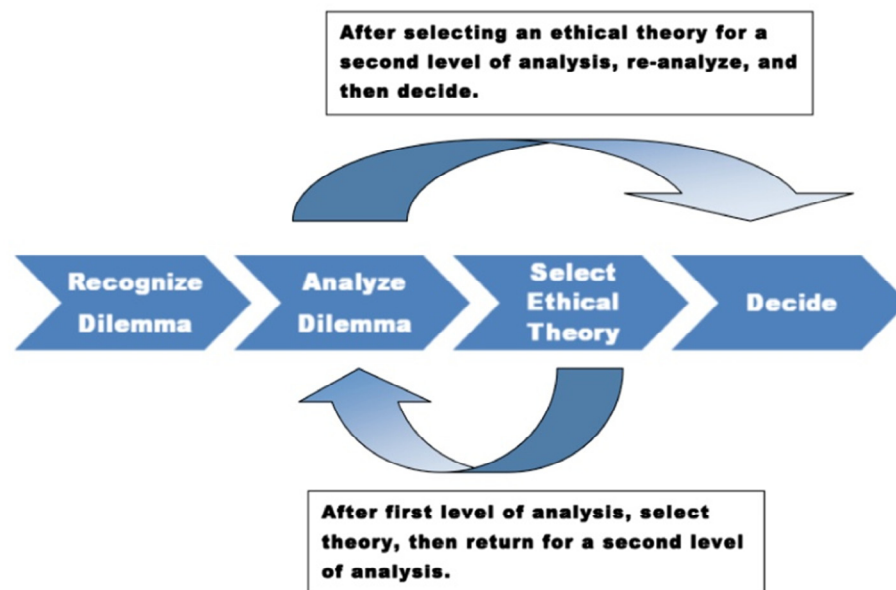 After selecting an ethical theory for a
second level of analysis, re-analyze, and
then decide.
Recognize
Dilemma
Analyze
Dilemma
Select
Ethical
Theory
Decide
After first level of analysis, select
theory, then return for a second level
of analysis.